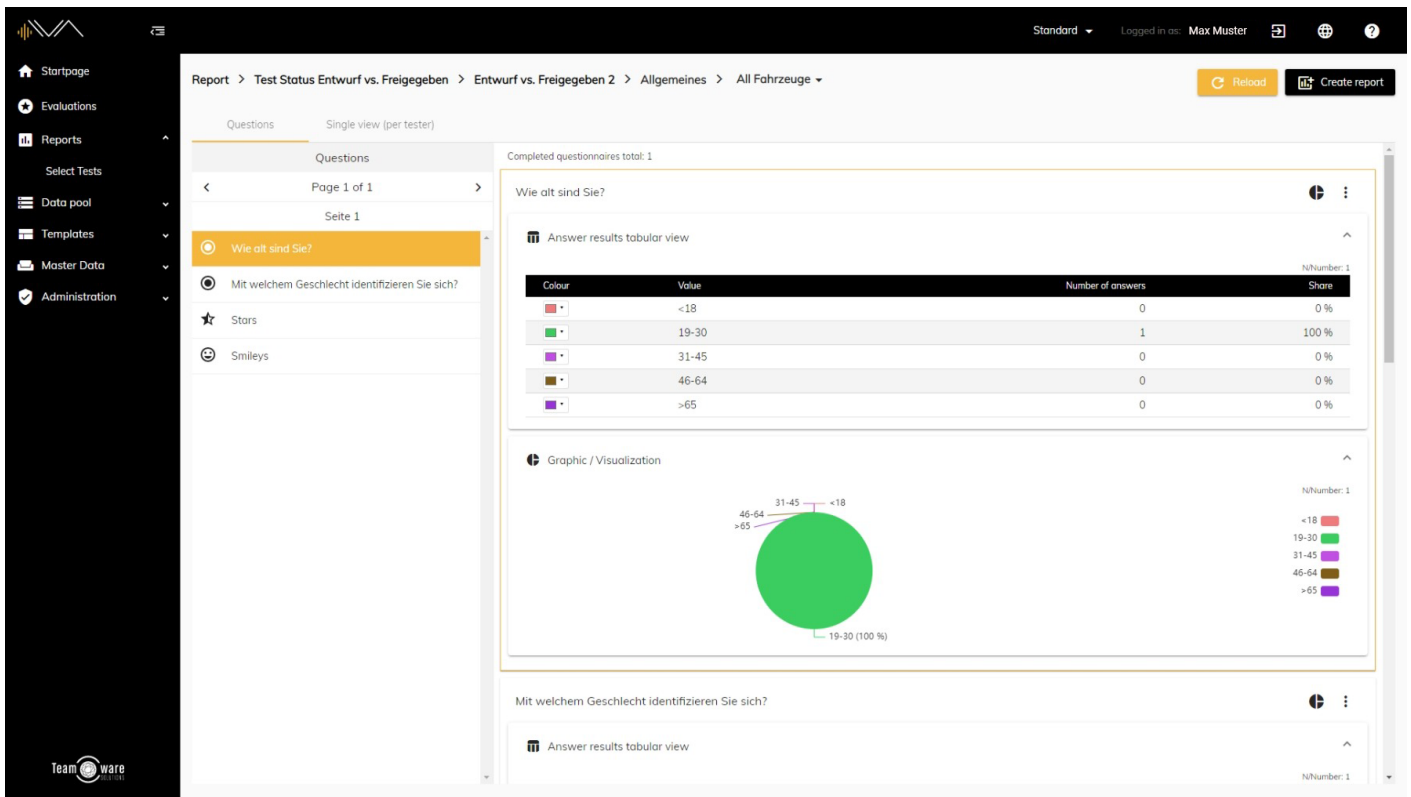 Standard
Logged in as: Max Muster
Startpage
Evaluations
Reports
Select Tests
Data pool
Templates
Master Data
Administration
Team ware
SOLUTIONS
Report > Test Status Entwurf vs. Freigegeben > Entwurf vs. Freigegeben 2 > Allgemeines > All Fahrzeuge
Reload
Create report
Questions
Single view (per tester)
Questions
Page 1 of 1
Seite 1
Wie alt sind Sie?
Mit welchem Geschlecht identifizieren Sie sich?
Stars
Smileys
Completed questionnaires total: 1
Wie alt sind Sie?
Answer results tabular view
N/Number: 1
Colour Value Number of answers Share
<18 0 0 %
19-30 1 100 %
31-45 0 0 %
46-64 0 0 %
>65 0 0 %
Graphic / Visualization
N/Number: 1
31-45 <18
46-64
>65
19-30 (100 %)
<18
19-30
31-45
46-64
>65
Mit welchem Geschlecht identifizieren Sie sich?
Answer results tabular view
N/Number: 1